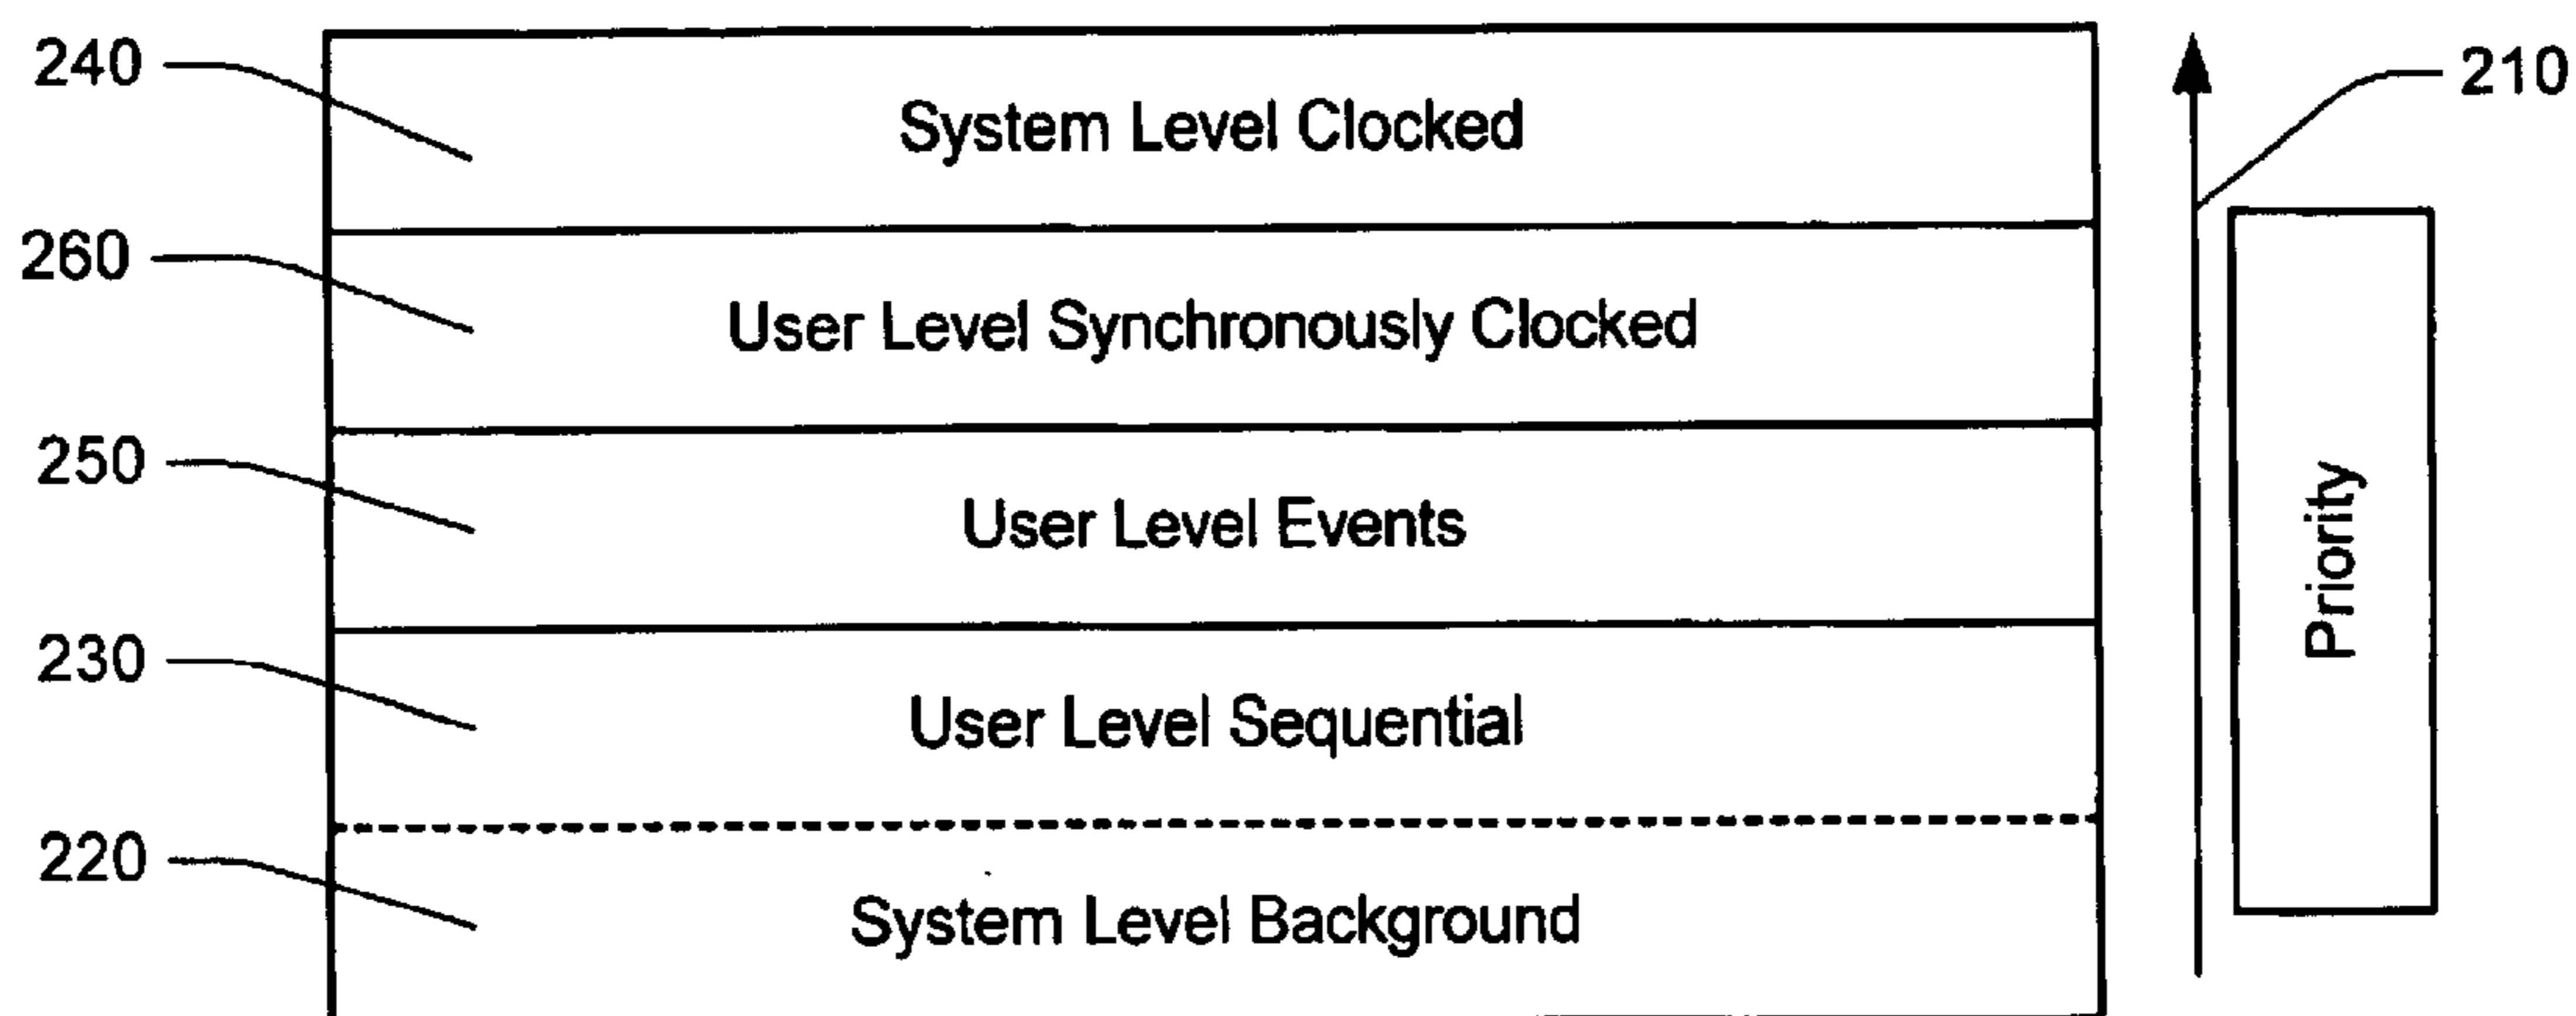 240
System Level Clocked
210
260
User Level Synchronously Clocked
250
User Level Events
Priority
230
User Level Sequential
220
System Level Background